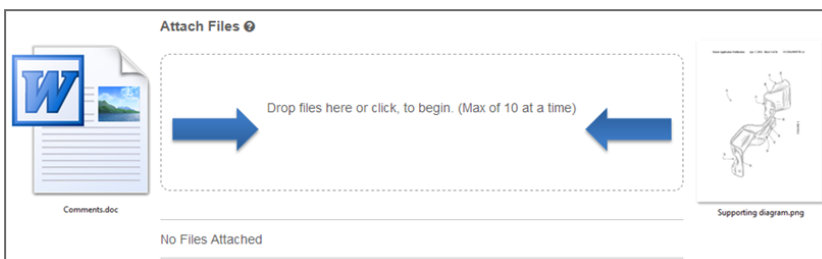 Attach Files ?
W
Drop files here or click, to begin. (Max of 10 at a time)
Comments.doc
Supporting diagram.png
No Files Attached